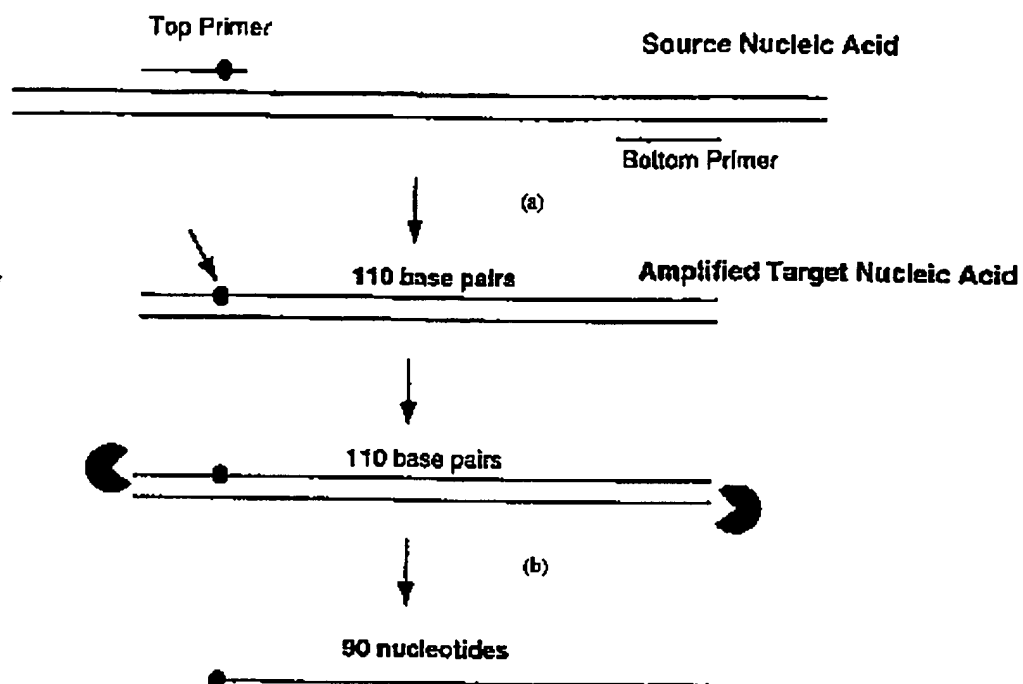 Top Primer
Source Nucleic Acid
Bottom Primer
(a)
110 base pairs
Amplified Target Nucleic Acid
110 base pairs
(b)
90 nucleotides